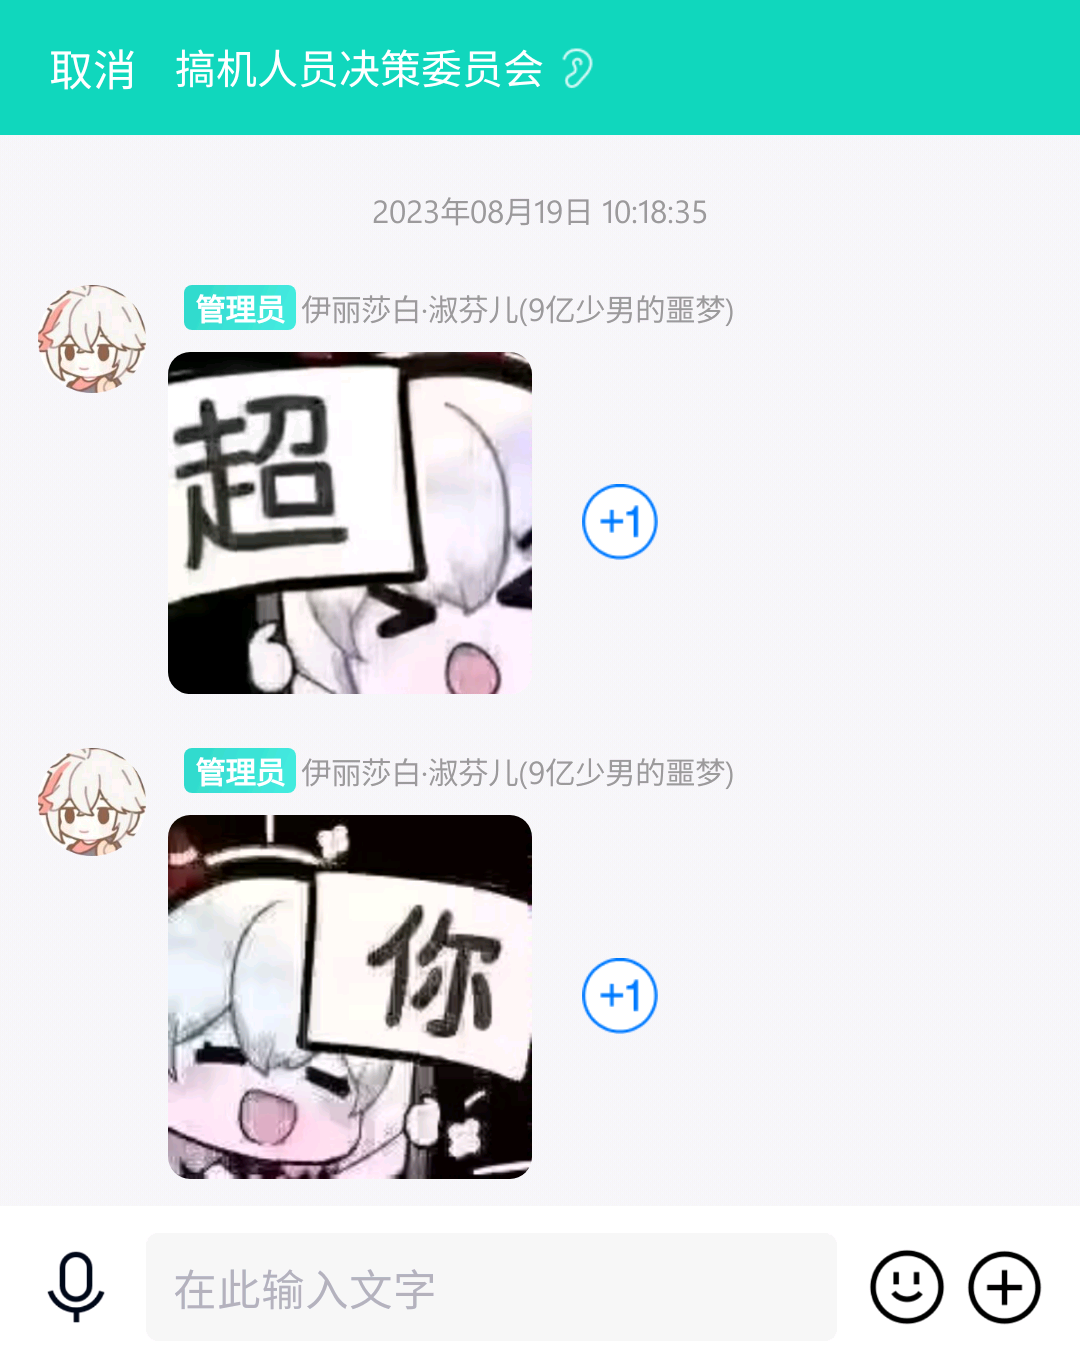 取消 搞机人员决策委员会
2023年08月19日 10:18:35
管理员 伊丽莎白·淑芬儿(9亿少男的噩梦)
超
+1
管理员 伊丽莎白·淑芬儿(9亿少男的噩梦)
你
+1
在此输入文字